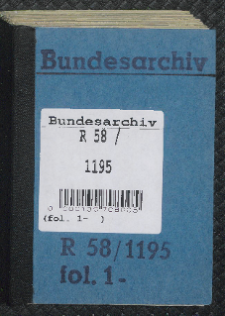 Bundesarchiv
Bundesarchiv
R 58 /
1195
(fol. 1- )
R 58/1195
fol. 1-